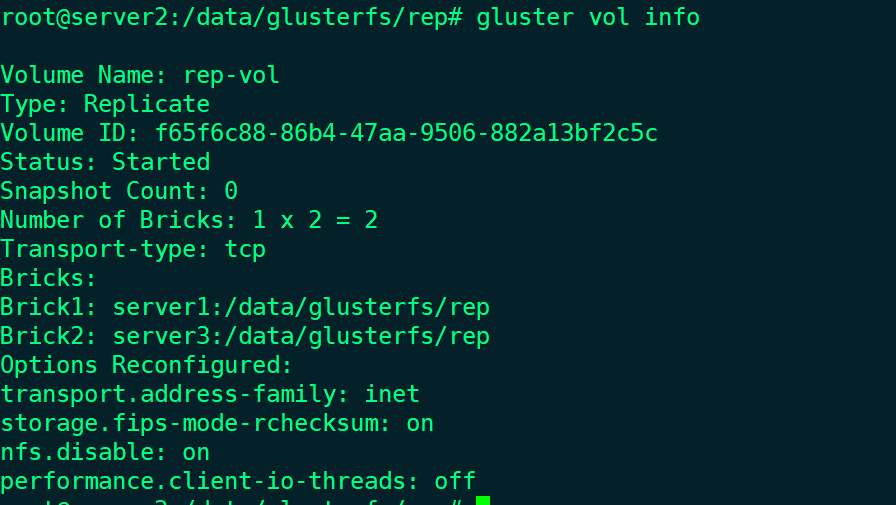 root@server2:/data/glusterfs/rep# gluster vol info
Volume Name: rep-vol
Type: Replicate
Volume ID: f65f6c88-86b4-47aa-9506-882a13bf2c5c
Status: Started
Snapshot Count: 0
Number of Bricks: 1 x 2 = 2
Transport-type: tcp
Bricks:
Brick1: server1:/data/glusterfs/rep
Brick2: server3:/data/glusterfs/rep
Options Reconfigured:
transport.address-family: inet
storage.fips-mode-rchecksum: on
nfs.disable: on
performance.client-io-threads: off